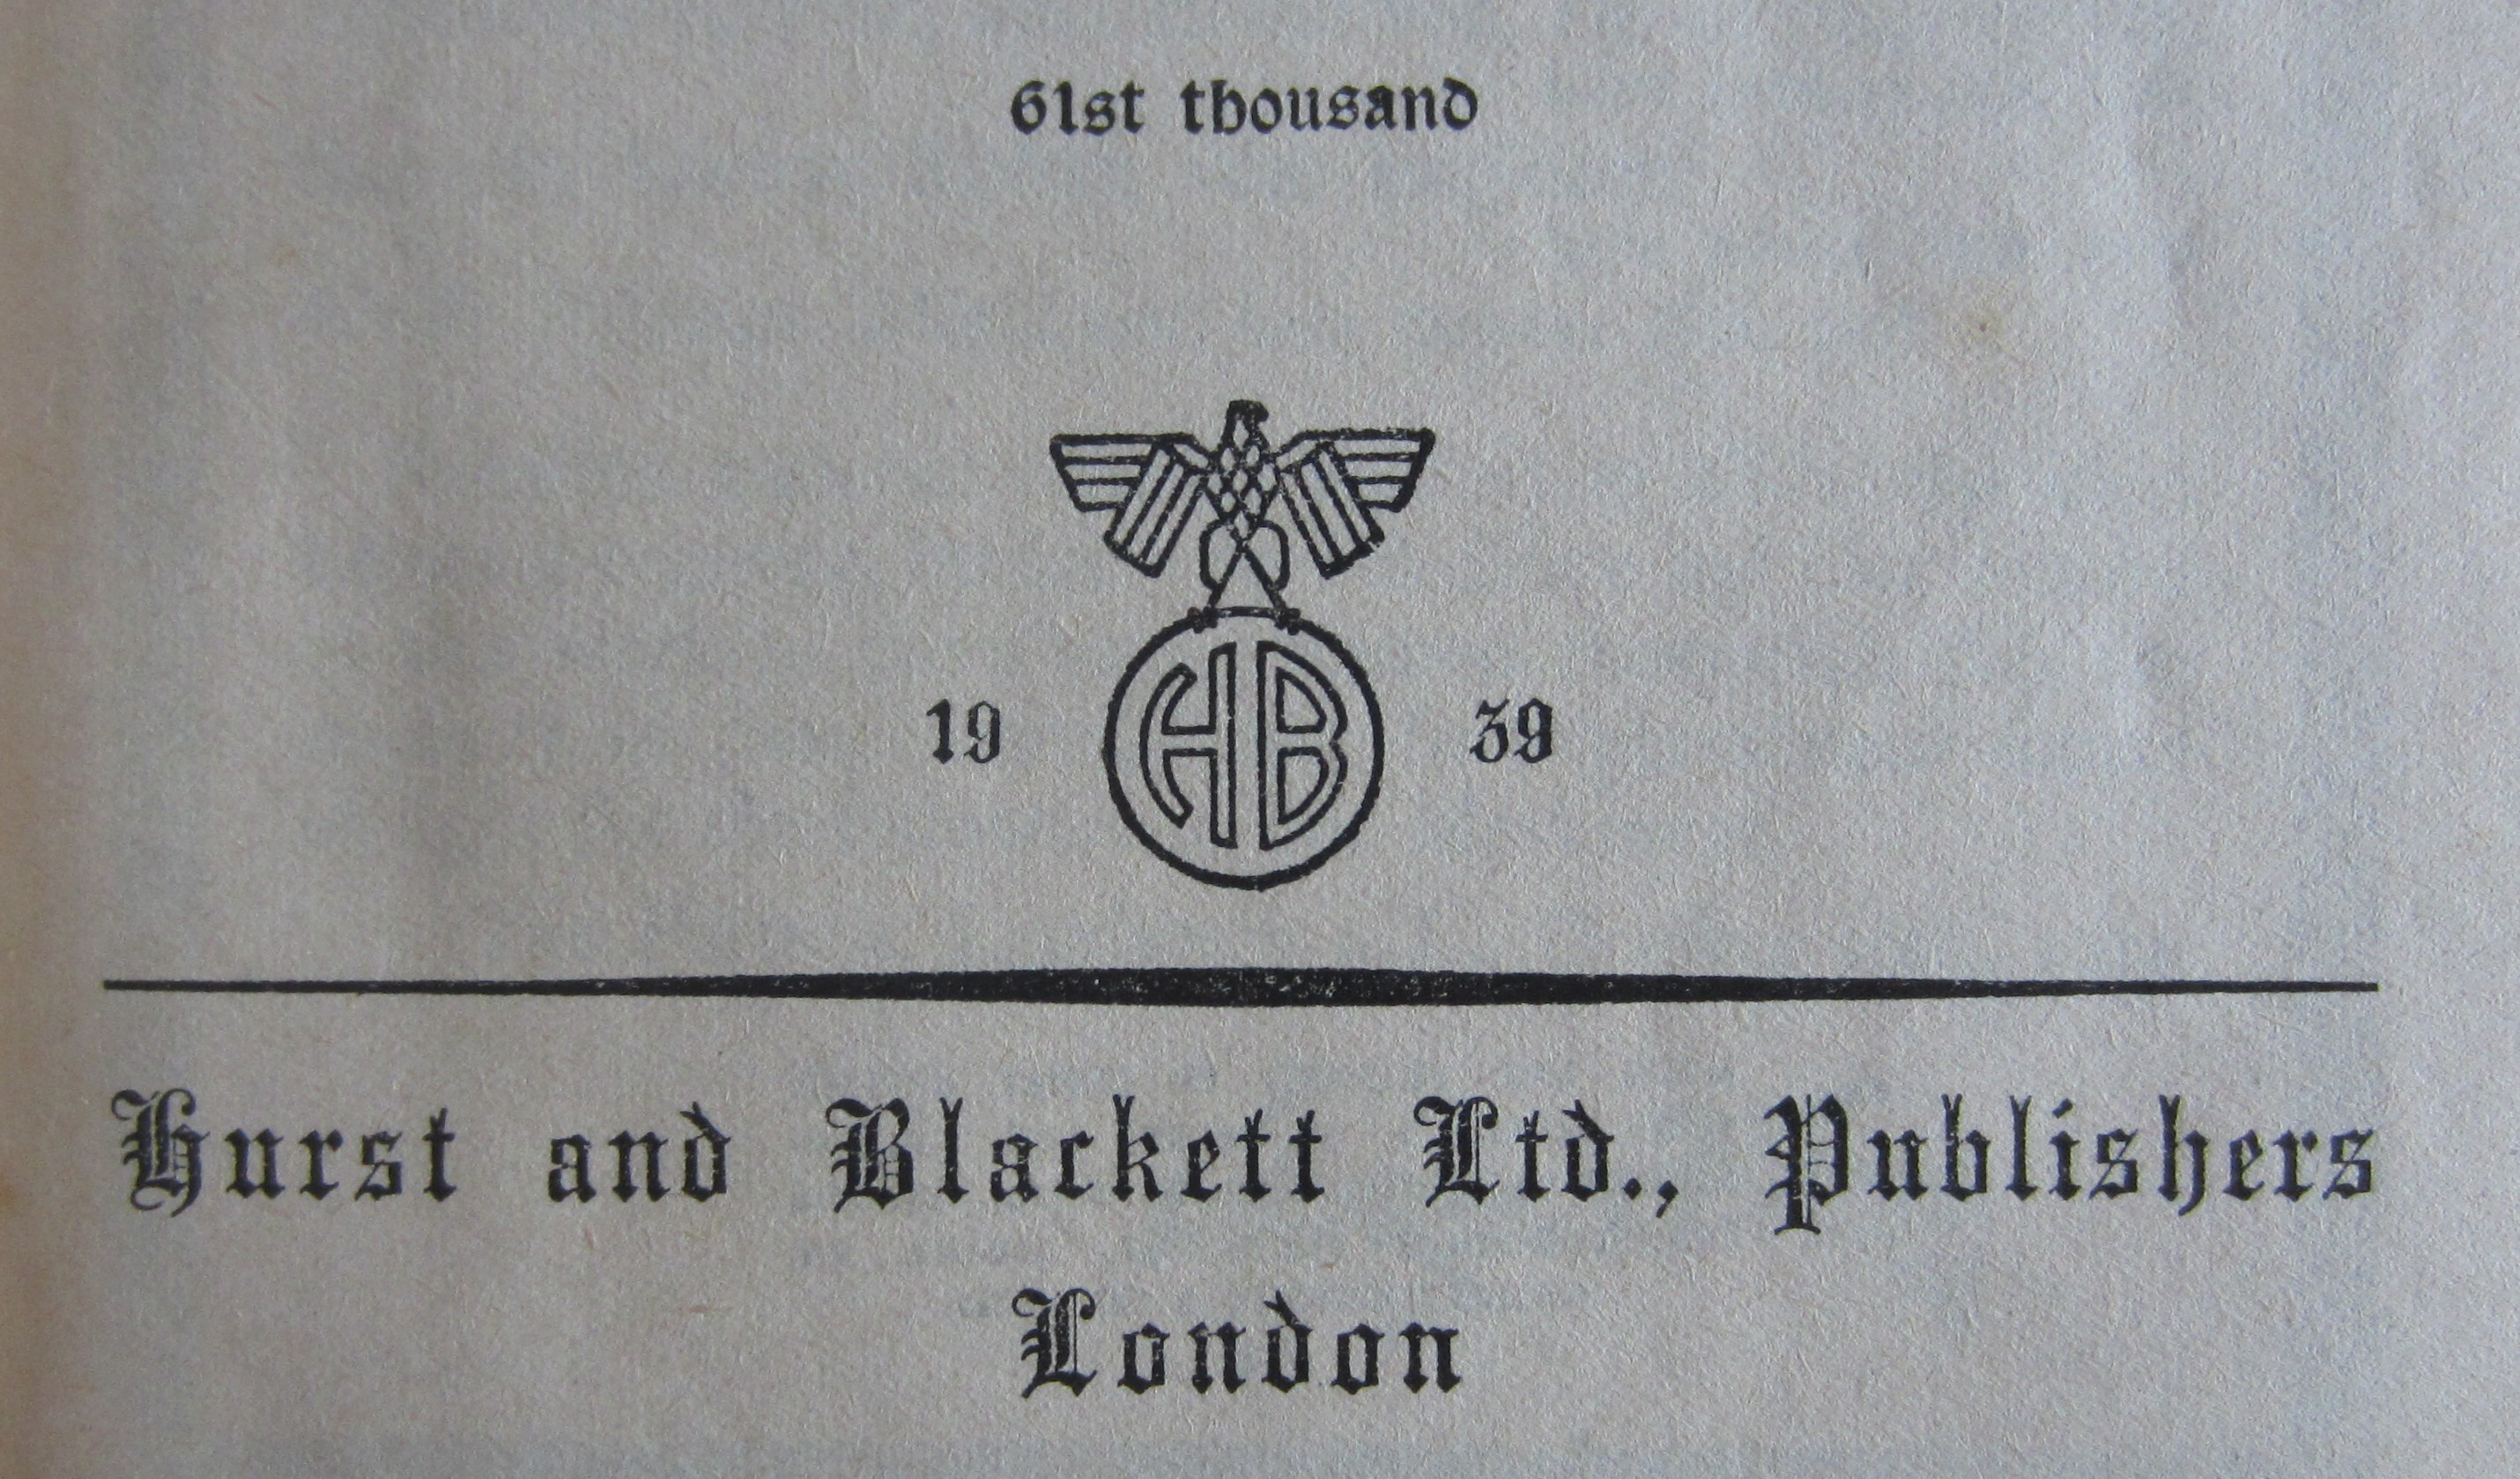 61st thousand
19 HB 39
Hurst and Blackett Ltd., Publishers
London